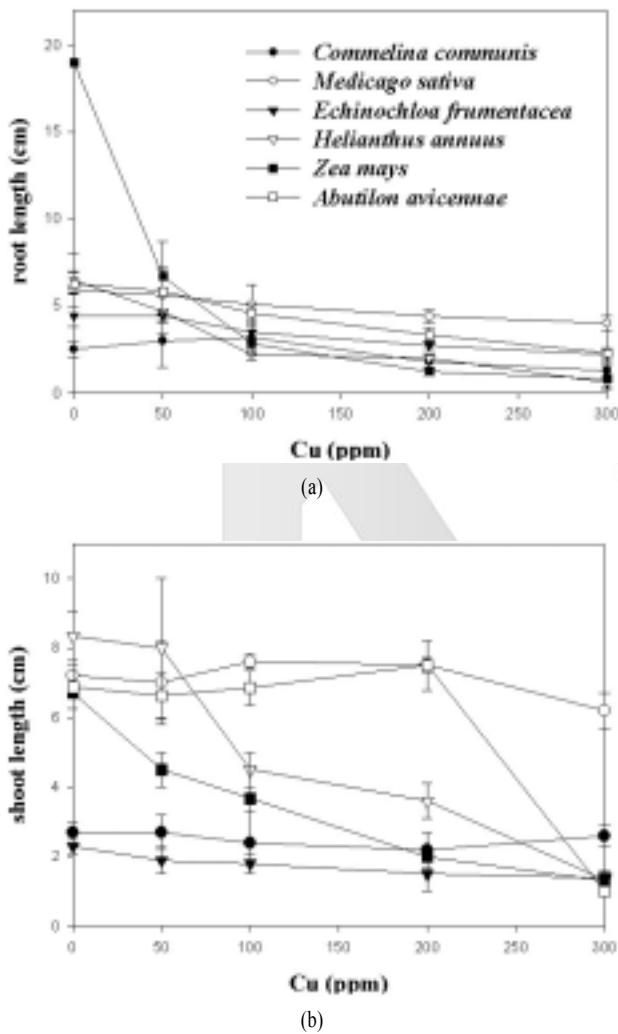 20
15
10
5
0
root length (cm)
Commelina communis
Medicago sativa
Echinochloa frumentacea
Helianthus annuus
Zea mays
Abutilon avicennae
0 50 100 150 200 250 300
Cu (ppm)
(a)
10
8
6
4
2
0
shoot length (cm)
0 50 100 150 200 250 300
Cu (ppm)
(b)